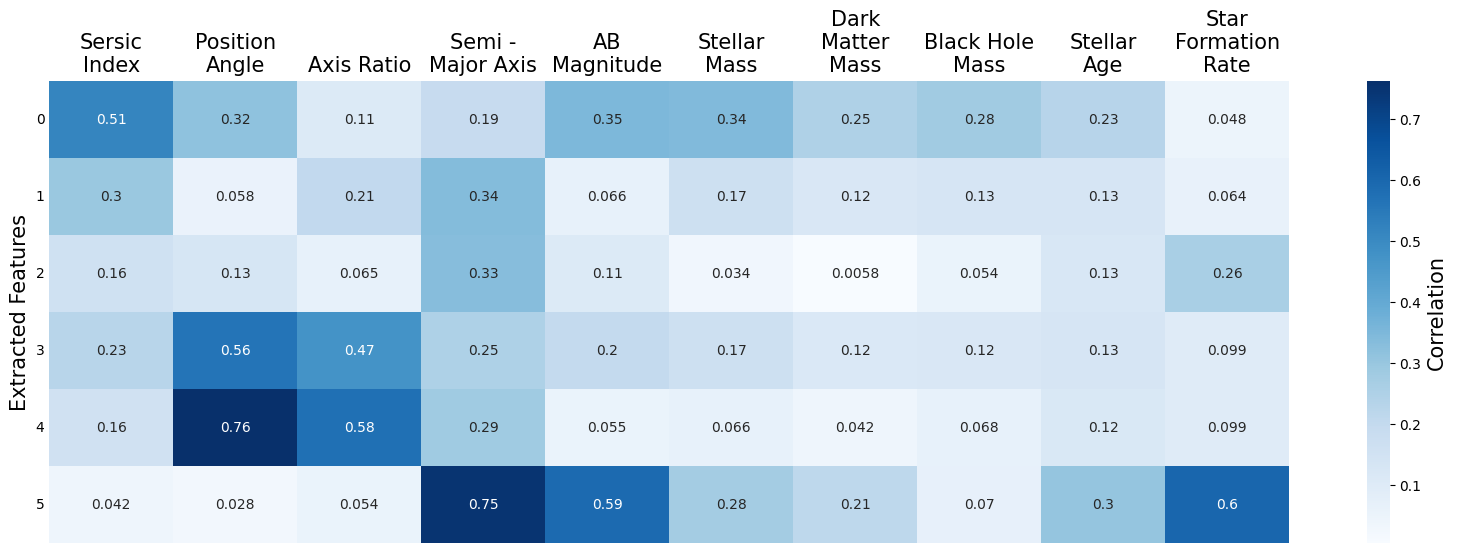 Sersic
Index
Position
Angle
Axis Ratio
Semi -
Major Axis
AB
Magnitude
Stellar
Mass
Dark
Matter
Mass
Black Hole
Mass
Stellar
Age
Star
Formation
Rate
Extracted Features
0 0.51 0.32 0.11 0.19 0.35 0.34 0.25 0.28 0.23 0.048
1 0.3 0.058 0.21 0.34 0.066 0.17 0.12 0.13 0.13 0.064
2 0.16 0.13 0.065 0.33 0.11 0.034 0.0058 0.054 0.13 0.26
3 0.23 0.56 0.47 0.25 0.2 0.17 0.12 0.12 0.13 0.099
4 0.16 0.76 0.58 0.29 0.055 0.066 0.042 0.068 0.12 0.099
5 0.042 0.028 0.054 0.75 0.59 0.28 0.21 0.07 0.3 0.6
0.7
0.6
0.5
0.4
0.3
0.2
0.1
Correlation